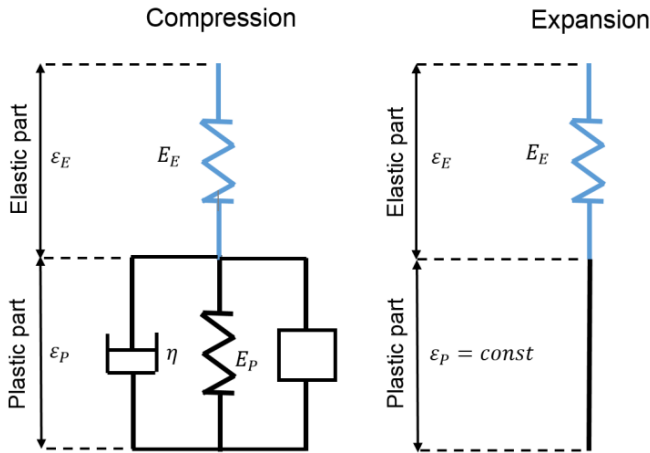 Compression
Expansion
Elastic part
ε_E
E_E
Elastic part
ε_E
E_E
Plastic part
ε_P
η
E_P
Plastic part
ε_P = const